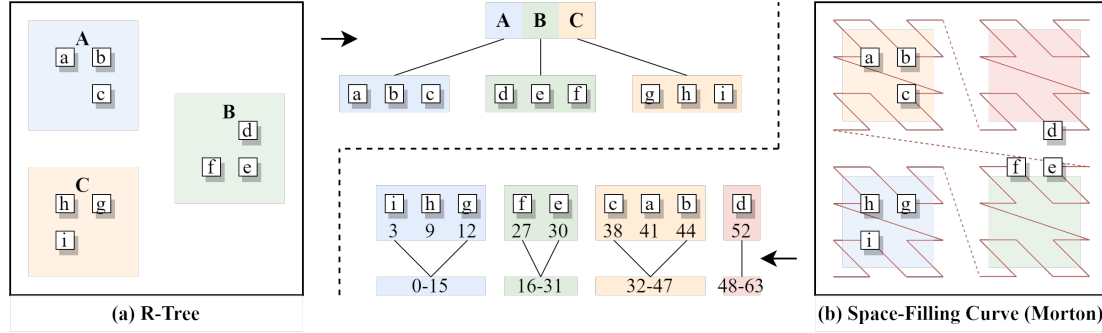 A
a b
c
B
d
f e
C
h g
i
(a) R-Tree
A B C
a b c
d e f
g h i
i h g
3 9 12
f e
27 30
c a b
38 41 44
d
52
0-15
16-31
32-47
48-63
a b
c
d
f e
h g
i
(b) Space-Filling Curve (Morton)